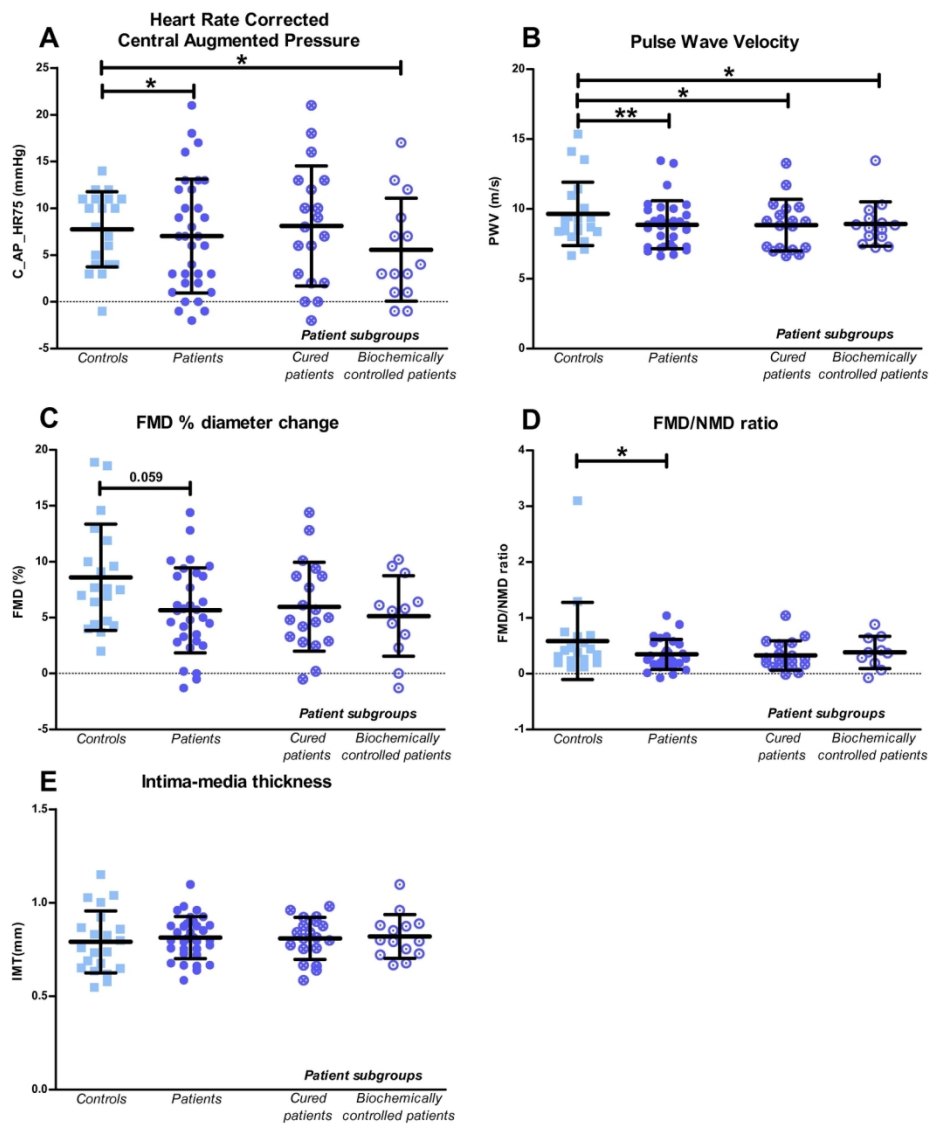 A
Heart Rate Corrected
Central Augmented Pressure
C_AP_HR75 (mmHg)
25
20
15
10
5
0
-5
*
*
Patient subgroups
Controls
Patients
Cured
patients
Biochemically
controlled patients
B
Pulse Wave Velocity
PWV (m/s)
20
15
10
5
0
*
*
**
Patient subgroups
Controls
Patients
Cured
patients
Biochemically
controlled patients
C
FMD % diameter change
FMD (%)
20
15
10
5
0
-5
0.059
Patient subgroups
Controls
Patients
Cured
patients
Biochemically
controlled patients
D
FMD/NMD ratio
FMD/NMD ratio
4
3
2
1
0
-1
*
Patient subgroups
Controls
Patients
Cured
patients
Biochemically
controlled patients
E
Intima-media thickness
IMT(mm)
1.5
1.0
0.5
0.0
Patient subgroups
Controls
Patients
Cured
patients
Biochemically
controlled patients